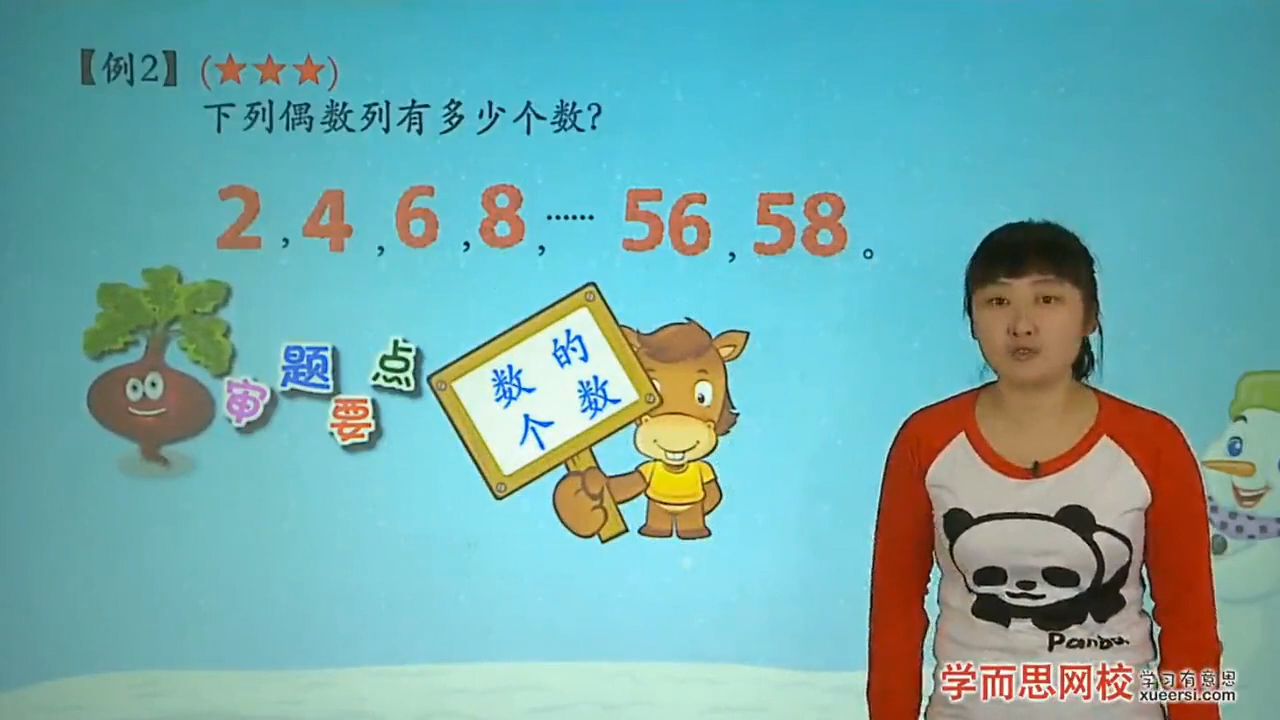 【例2】(★★★)
下列偶数列有多少个数?
2,4,6,8,……56,58。
审题要点
数的
个数
Panda
学而思网校
学习有意思
xueersi.com